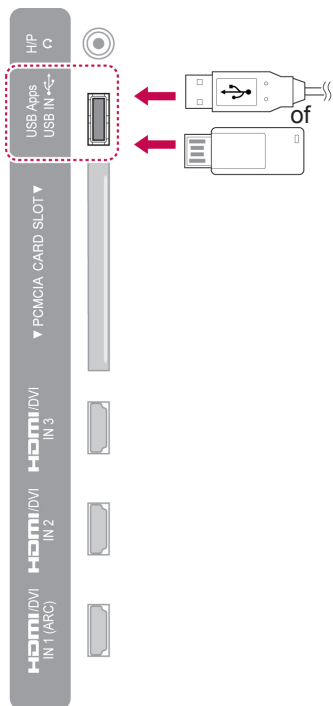 H/P
USB Apps
USB IN
of
▼ PCMCIA CARD SLOT ▼
HDMI/DVI
IN 3
HDMI/DVI
IN 2
HDMI/DVI
IN 1 (ARC)